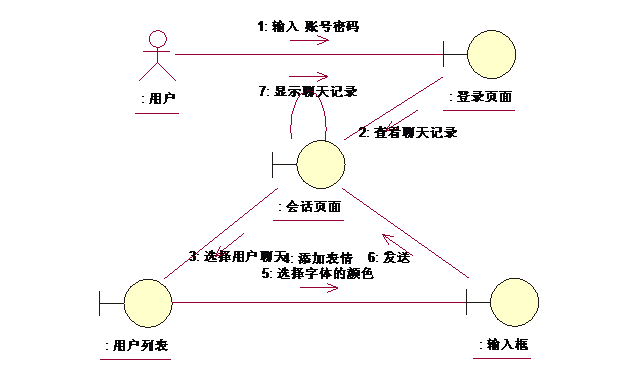 1: 输入 账号密码
: 用户
7: 显示聊天记录
: 登录页面
2: 查看聊天记录
: 会话页面
3: 选择用户聊天
4: 添加表情
6: 发送
5: 选择字体的颜色
: 用户列表
: 输入框